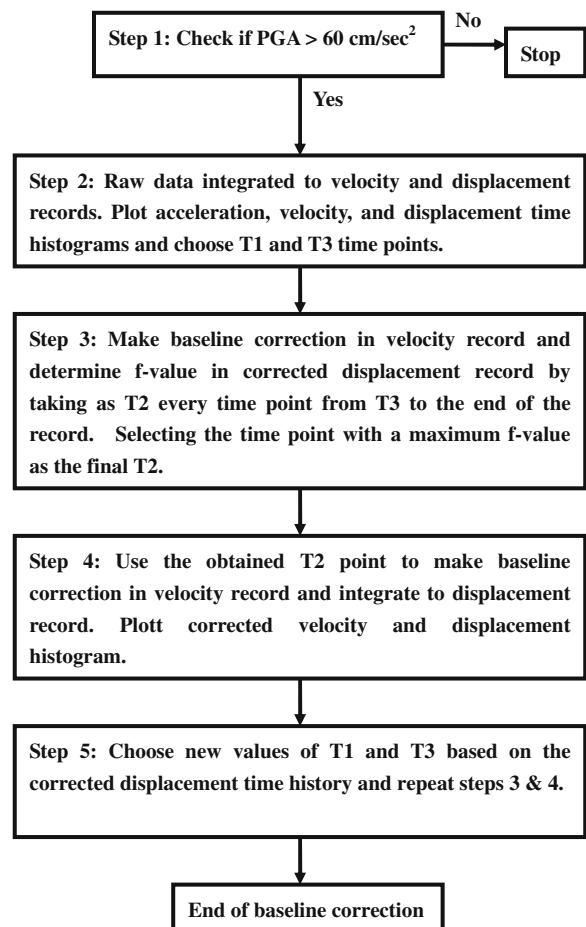 Step 1: Check if PGA > 60 cm/sec²
No
Stop
Yes
Step 2: Raw data integrated to velocity and displacement
records. Plot acceleration, velocity, and displacement time
histograms and choose T1 and T3 time points.
Step 3: Make baseline correction in velocity record and
determine f-value in corrected displacement record by
taking as T2 every time point from T3 to the end of the
record. Selecting the time point with a maximum f-value
as the final T2.
Step 4: Use the obtained T2 point to make baseline
correction in velocity record and integrate to displacement
record. Plott corrected velocity and displacement
histogram.
Step 5: Choose new values of T1 and T3 based on the
corrected displacement time history and repeat steps 3 & 4.
End of baseline correction